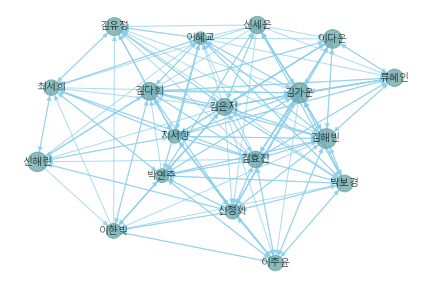 김유정
신세은
이혜교
이다운
류혜인
최서희
김다희
김가운
김은지
지서향
김해빈
신해린
김효진
박연주
박보경
신정화
이한빛
이주윤